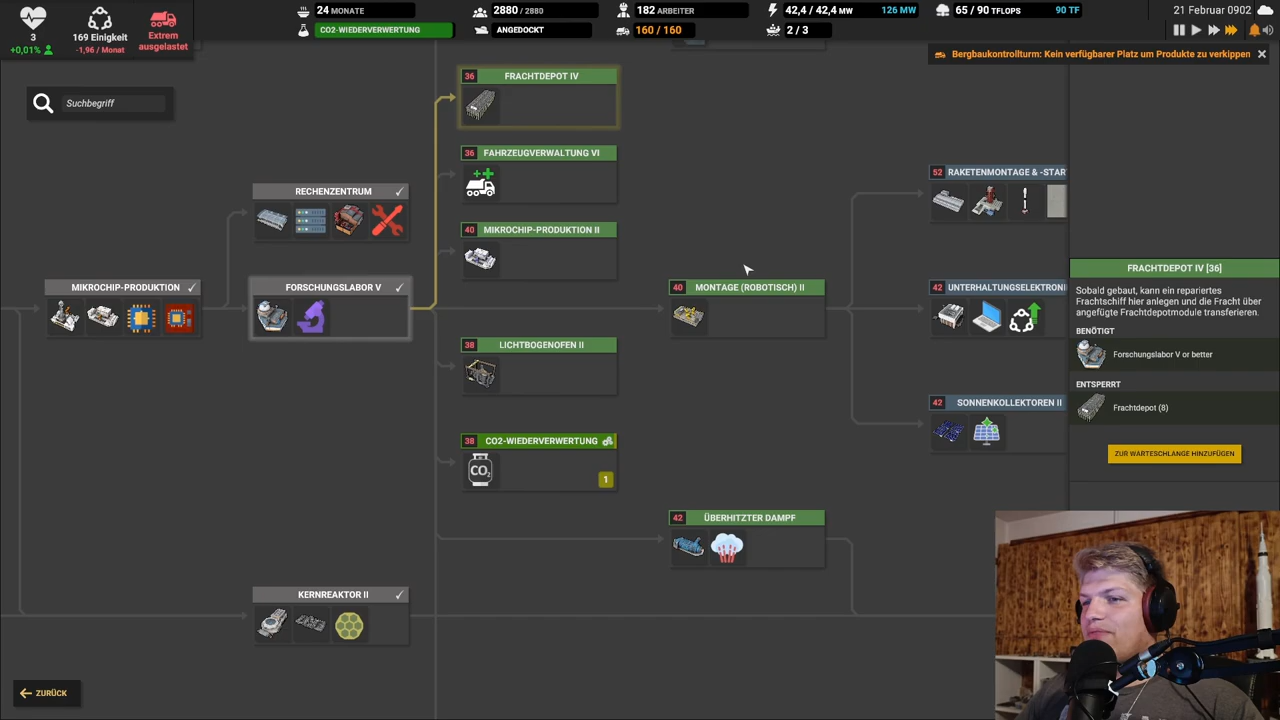 3
+0,01%
169 Einigkeit
-1,96 / Monat
Extrem
ausgelastet
24 MONATE
CO2-WIEDERVERWERTUNG
2880 / 2880
ANGEDOCKT
182 ARBEITER
160 / 160
42,4 / 42,4 MW
126 MW
2 / 3
65 / 90 TFLOPS
90 TF
21 Februar 0902
Bergbaukontrollturm: Kein verfügbarer Platz um Produkte zu verkippen
Suchbegriff
36 FRACHTDEPOT IV
36 FAHRZEUGVERWALTUNG VI
RECHENZENTRUM
40 MIKROCHIP-PRODUKTION II
52 RAKETENMONTAGE & -STAR
MIKROCHIP-PRODUKTION
FORSCHUNGSLABOR V
40 MONTAGE (ROBOTISCH) II
42 UNTERHALTUNGSELEKTRONI
38 LICHTBOGENOFEN II
42 SONNENKOLLEKTOREN II
38 CO2-WIEDERVERWERTUNG
CO2
1
42 ÜBERHITZTER DAMPF
KERNREAKTOR II
FRACHTDEPOT IV [36]
Sobald gebaut, kann ein repariertes
Frachtschiff hier anlegen und die Fracht über
angefügte Frachtdepotmodule transferieren.
BENÖTIGT
Forschungslabor V or better
ENTSPERRT
Frachtdepot (8)
ZUR WARTESCHLANGE HINZUFÜGEN
ZURÜCK